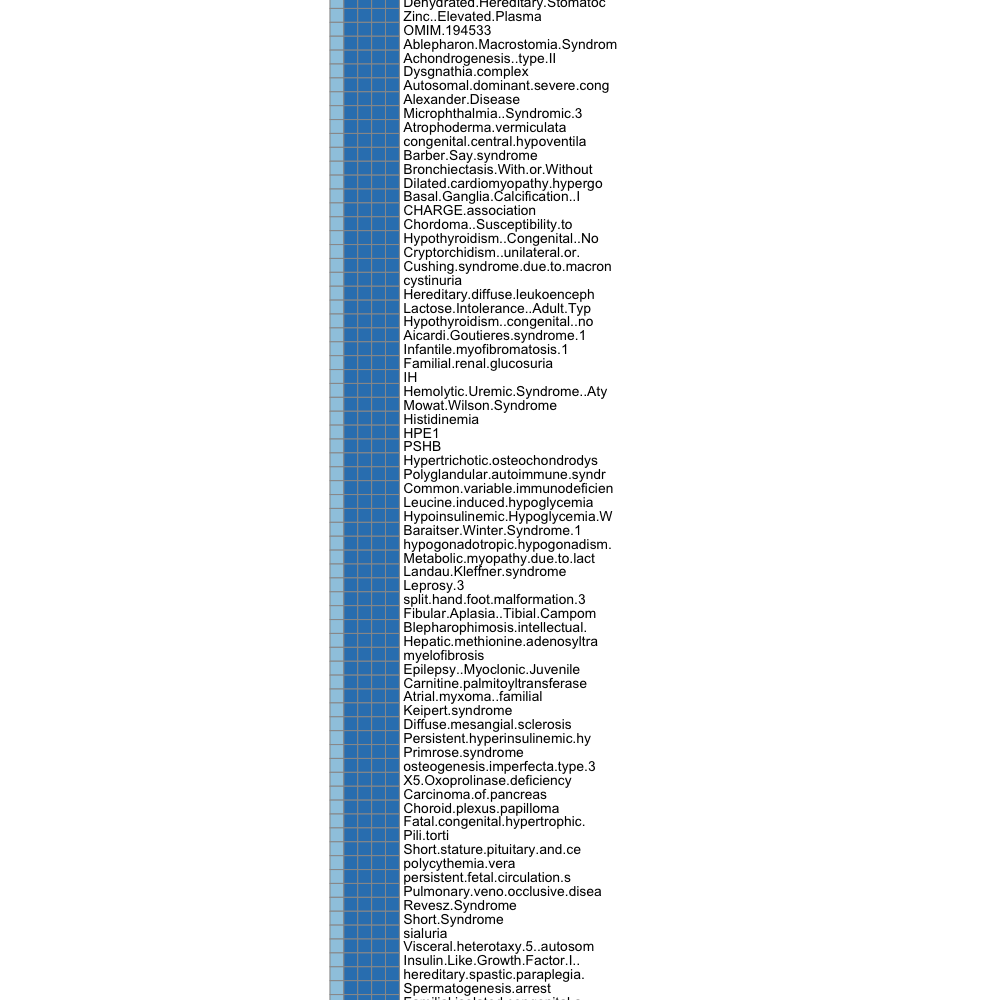 Dehydrated.Hereditary.Stomatoc
Zinc..Elevated.Plasma
OMIM.194533
Ablepharon.Macrostomia.Syndrom
Achondrogenesis..type.II
Dysgnathia.complex
Autosomal.dominant.severe.cong
Alexander.Disease
Microphthalmia..Syndromic.3
Atrophoderma.vermiculata
congenital.central.hypoventila
Barber.Say.syndrome
Bronchiectasis.With.or.Without
Dilated.cardiomyopathy.hypergo
Basal.Ganglia.Calcification..I
CHARGE.association
Chordoma..Susceptibility.to
Hypothyroidism..Congenital..No
Cryptorchidism..unilateral.or.
Cushing.syndrome.due.to.macron
cystinuria
Hereditary.diffuse.leukoenceph
Lactose.Intolerance..Adult.Typ
Hypothyroidism..congenital..no
Aicardi.Goutieres.syndrome.1
Infantile.myofibromatosis.1
Familial.renal.glucosuria
IH
Hemolytic.Uremic.Syndrome..Aty
Mowat.Wilson.Syndrome
Histidinemia
HPE1
PSHB
Hypertrichotic.osteochondrodys
Polyglandular.autoimmune.syndr
Common.variable.immunodeficien
Leucine.induced.hypoglycemia
Hypoinsulinemic.Hypoglycemia.W
Baraitser.Winter.Syndrome.1
hypogonadotropic.hypogonadism.
Metabolic.myopathy.due.to.lact
Landau.Kleffner.syndrome
Leprosy.3
split.hand.foot.malformation.3
Fibular.Aplasia..Tibial.Campom
Blepharophimosis.intellectual.
Hepatic.methionine.adenosyltra
myelofibrosis
Epilepsy..Myoclonic.Juvenile
Carnitine.palmitoyltransferase
Atrial.myxoma..familial
Keipert.syndrome
Diffuse.mesangial.sclerosis
Persistent.hyperinsulinemic.hy
Primrose.syndrome
osteogenesis.imperfecta.type.3
X5.Oxoprolinase.deficiency
Carcinoma.of.pancreas
Choroid.plexus.papilloma
Fatal.congenital.hypertrophic.
Pili.torti
Short.stature.pituitary.and.ce
polycythemia.vera
persistent.fetal.circulation.s
Pulmonary.veno.occlusive.disea
Revesz.Syndrome
Short.Syndrome
sialuria
Visceral.heterotaxy.5..autosom
Insulin.Like.Growth.Factor.I..
hereditary.spastic.paraplegia.
Spermatogenesis.arrest